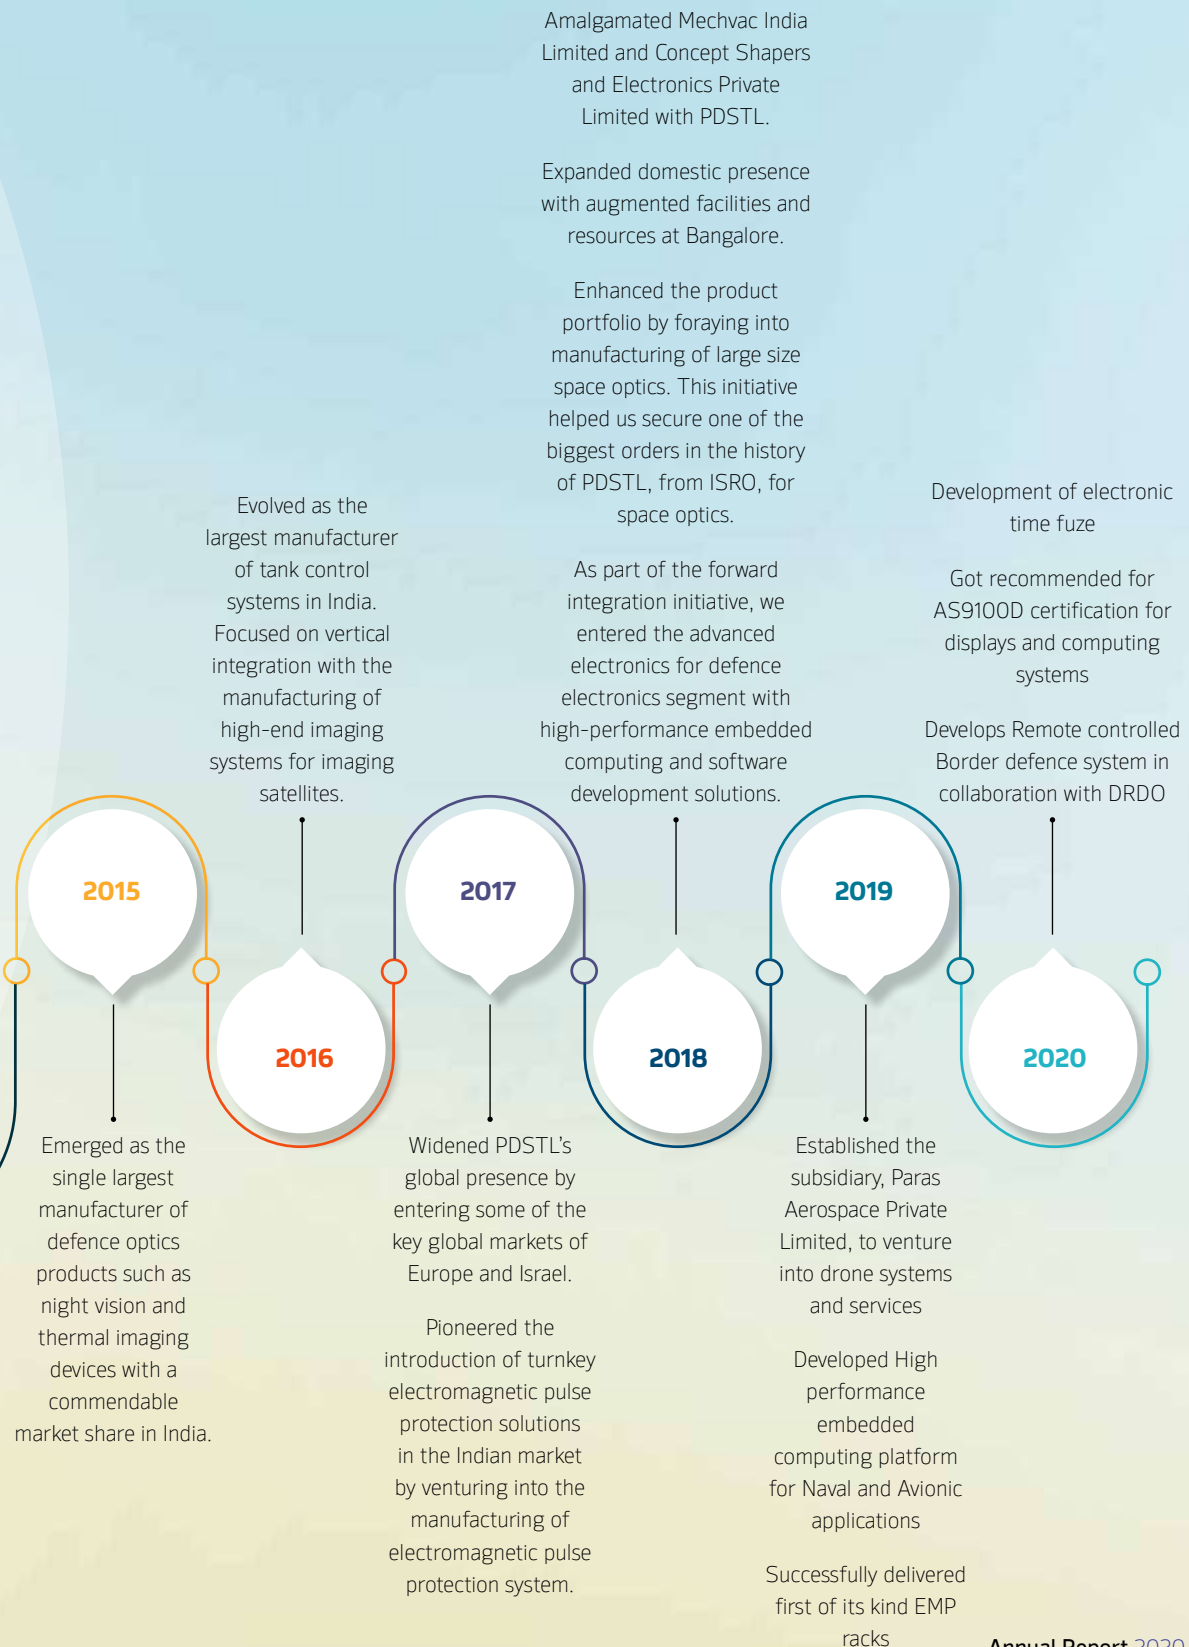 Amalgamated Mechvac India
Limited and Concept Shapers
and Electronics Private
Limited with PDSTL.
Expanded domestic presence
with augmented facilities and
resources at Bangalore.
Enhanced the product
portfolio by foraying into
manufacturing of large size
space optics. This initiative
helped us secure one of the
biggest orders in the history
of PDSTL, from ISRO, for
space optics.
As part of the forward
integration initiative, we
entered the advanced
electronics for defence
electronics segment with
high-performance embedded
computing and software
development solutions.
Evolved as the
largest manufacturer
of tank control
systems in India.
Focused on vertical
integration with the
manufacturing of
high-end imaging
systems for imaging
satellites.
Development of electronic
time fuze
Got recommended for
AS9100D certification for
displays and computing
systems
Develops Remote controlled
Border defence system in
collaboration with DRDO
2015
2017
2019
2016
2018
2020
Emerged as the
single largest
manufacturer of
defence optics
products such as
night vision and
thermal imaging
devices with a
commendable
market share in India.
Widened PDSTL's
global presence by
entering some of the
key global markets of
Europe and Israel.
Pioneered the
introduction of turnkey
electromagnetic pulse
protection solutions
in the Indian market
by venturing into the
manufacturing of
electromagnetic pulse
protection system.
Established the
subsidiary, Paras
Aerospace Private
Limited, to venture
into drone systems
and services
Developed High
performance
embedded
computing platform
for Naval and Avionic
applications
Successfully delivered
first of its kind EMP
racks
Annual Report 2020